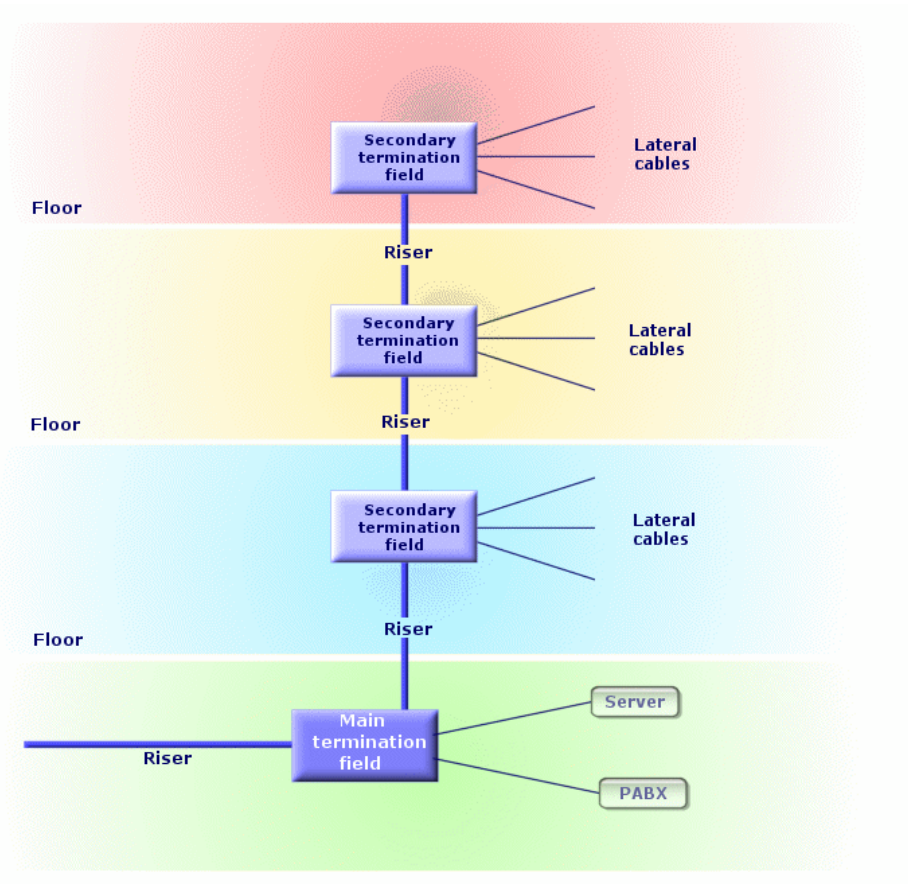 Secondary
termination
field
Lateral
cables
Floor
Riser
Secondary
termination
field
Lateral
cables
Riser
Floor
Secondary
termination
field
Lateral
cables
Riser
Floor
Server
Main
termination
field
Riser
PABX